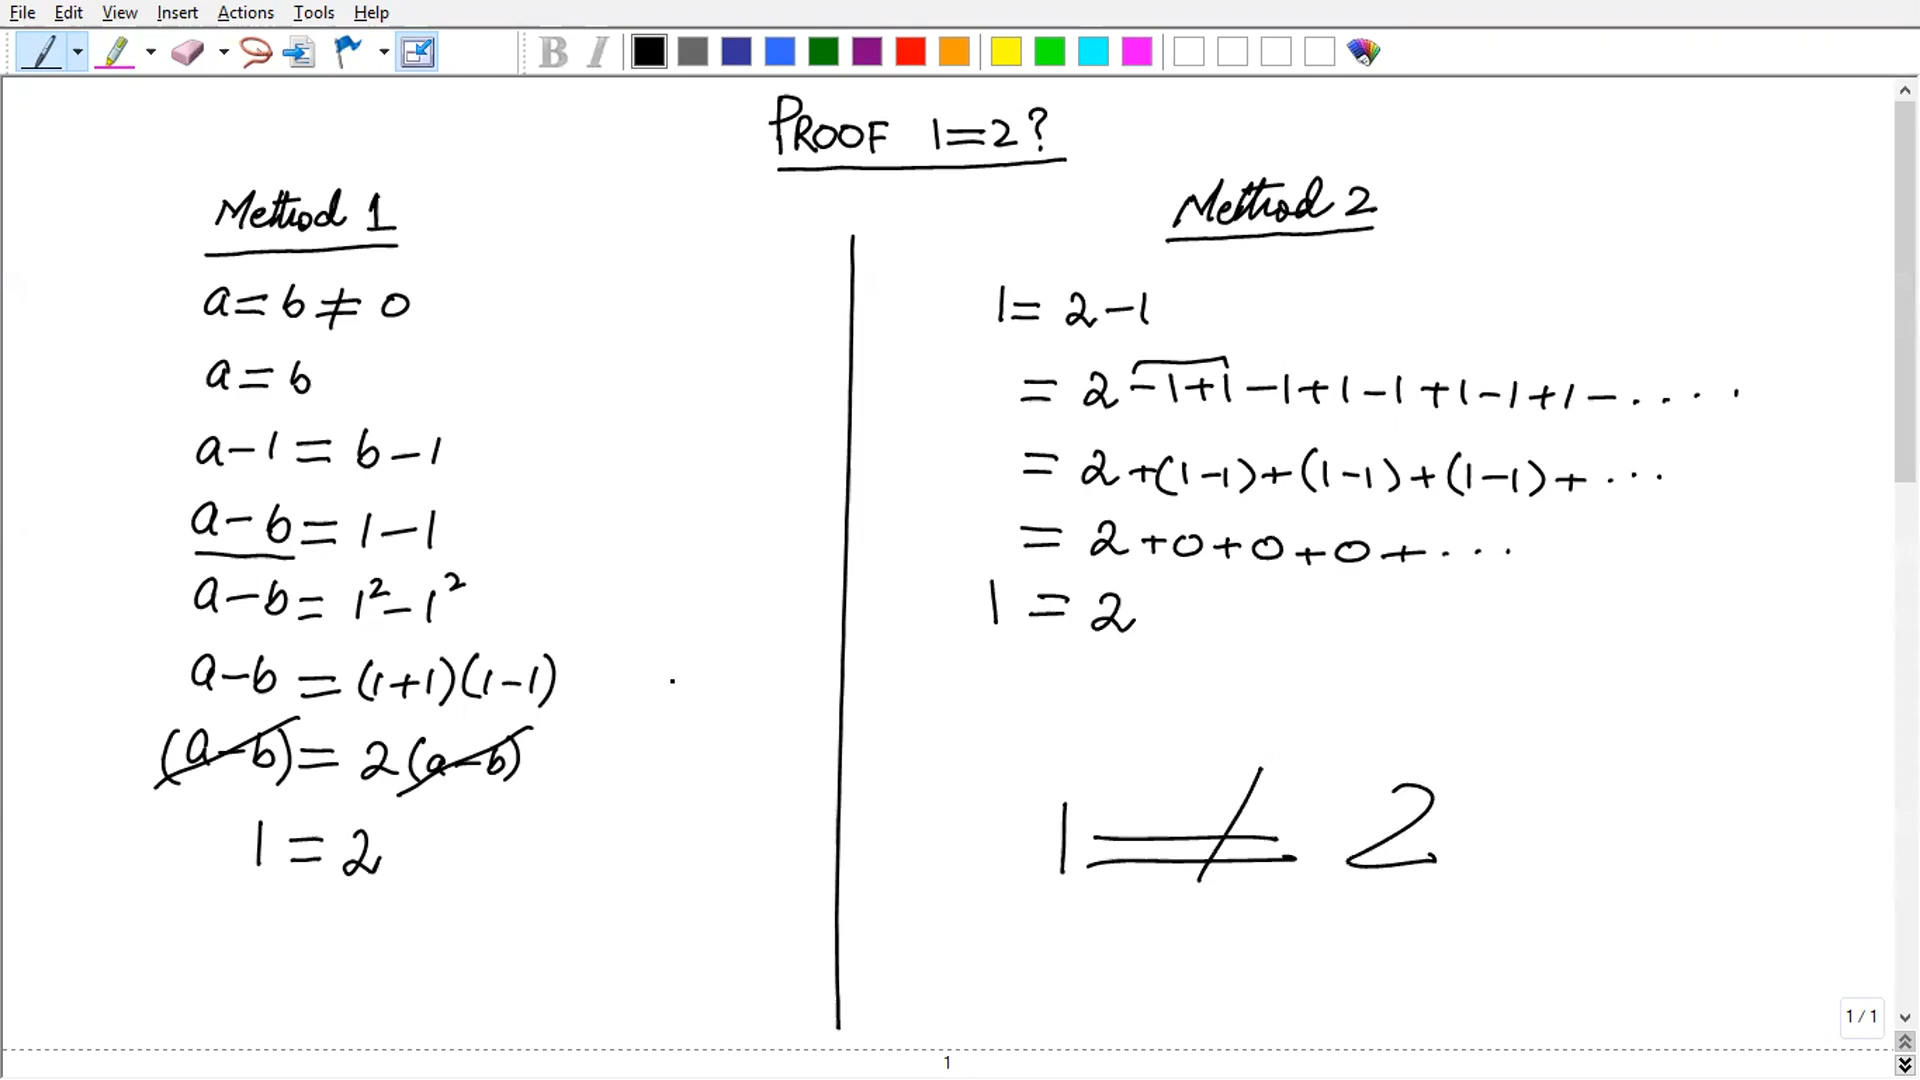 File Edit View Insert Actions Tools Help
B I
PROOF 1=2?
Method 1
a=b≠0
a=b
a-1=b-1
a-b=1-1
a-b=1²-1²
a-b=(1+1)(1-1)
(a-b)=2(a-b)
1=2
Method 2
1=2-1
=2-1+1-1+1-1+1-1+1-.....
=2+(1-1)+(1-1)+(1-1)+...
=2+0+0+0+...
1=2
1≠2
1/1
1